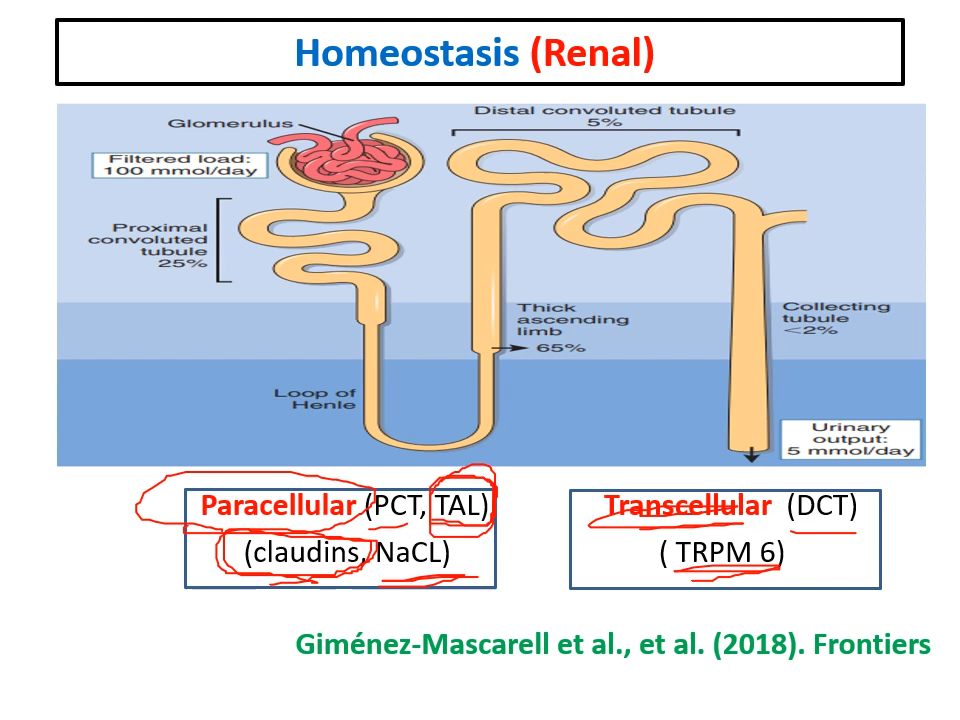 Homeostasis (Renal)
Distal convoluted tubule
5%
Glomerulus
Filtered load:
100 mmol/day
Proximal
convoluted
tubule
25%
Thick
ascending
limb
65%
Collecting
tubule
<2%
Loop of
Henle
Urinary
output:
5 mmol/day
Paracellular (PCT, TAL)
(claudins, NaCL)
Transcellular (DCT)
( TRPM 6)
Giménez-Mascarell et al., et al. (2018). Frontiers